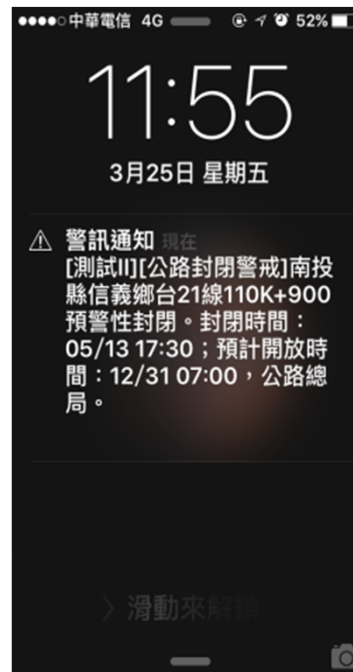 中華電信 4G 52%
11:55
3月25日 星期五
警訊通知 現在
[測試II][公路封閉警戒]南投
縣信義鄉台21線110K+900
預警性封閉。封閉時間：
05/13 17:30；預計開放時
間：12/31 07:00，公路總
局。
〉滑動來解鎖